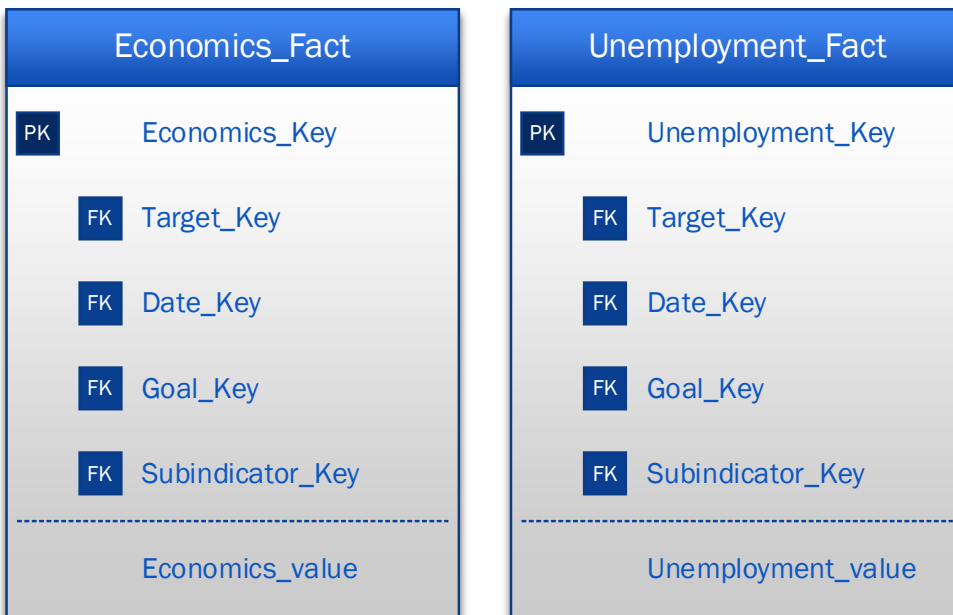 Economics_Fact
PK Economics_Key
FK Target_Key
FK Date_Key
FK Goal_Key
FK Subindicator_Key
Economics_value
Unemployment_Fact
PK Unemployment_Key
FK Target_Key
FK Date_Key
FK Goal_Key
FK Subindicator_Key
Unemployment_value